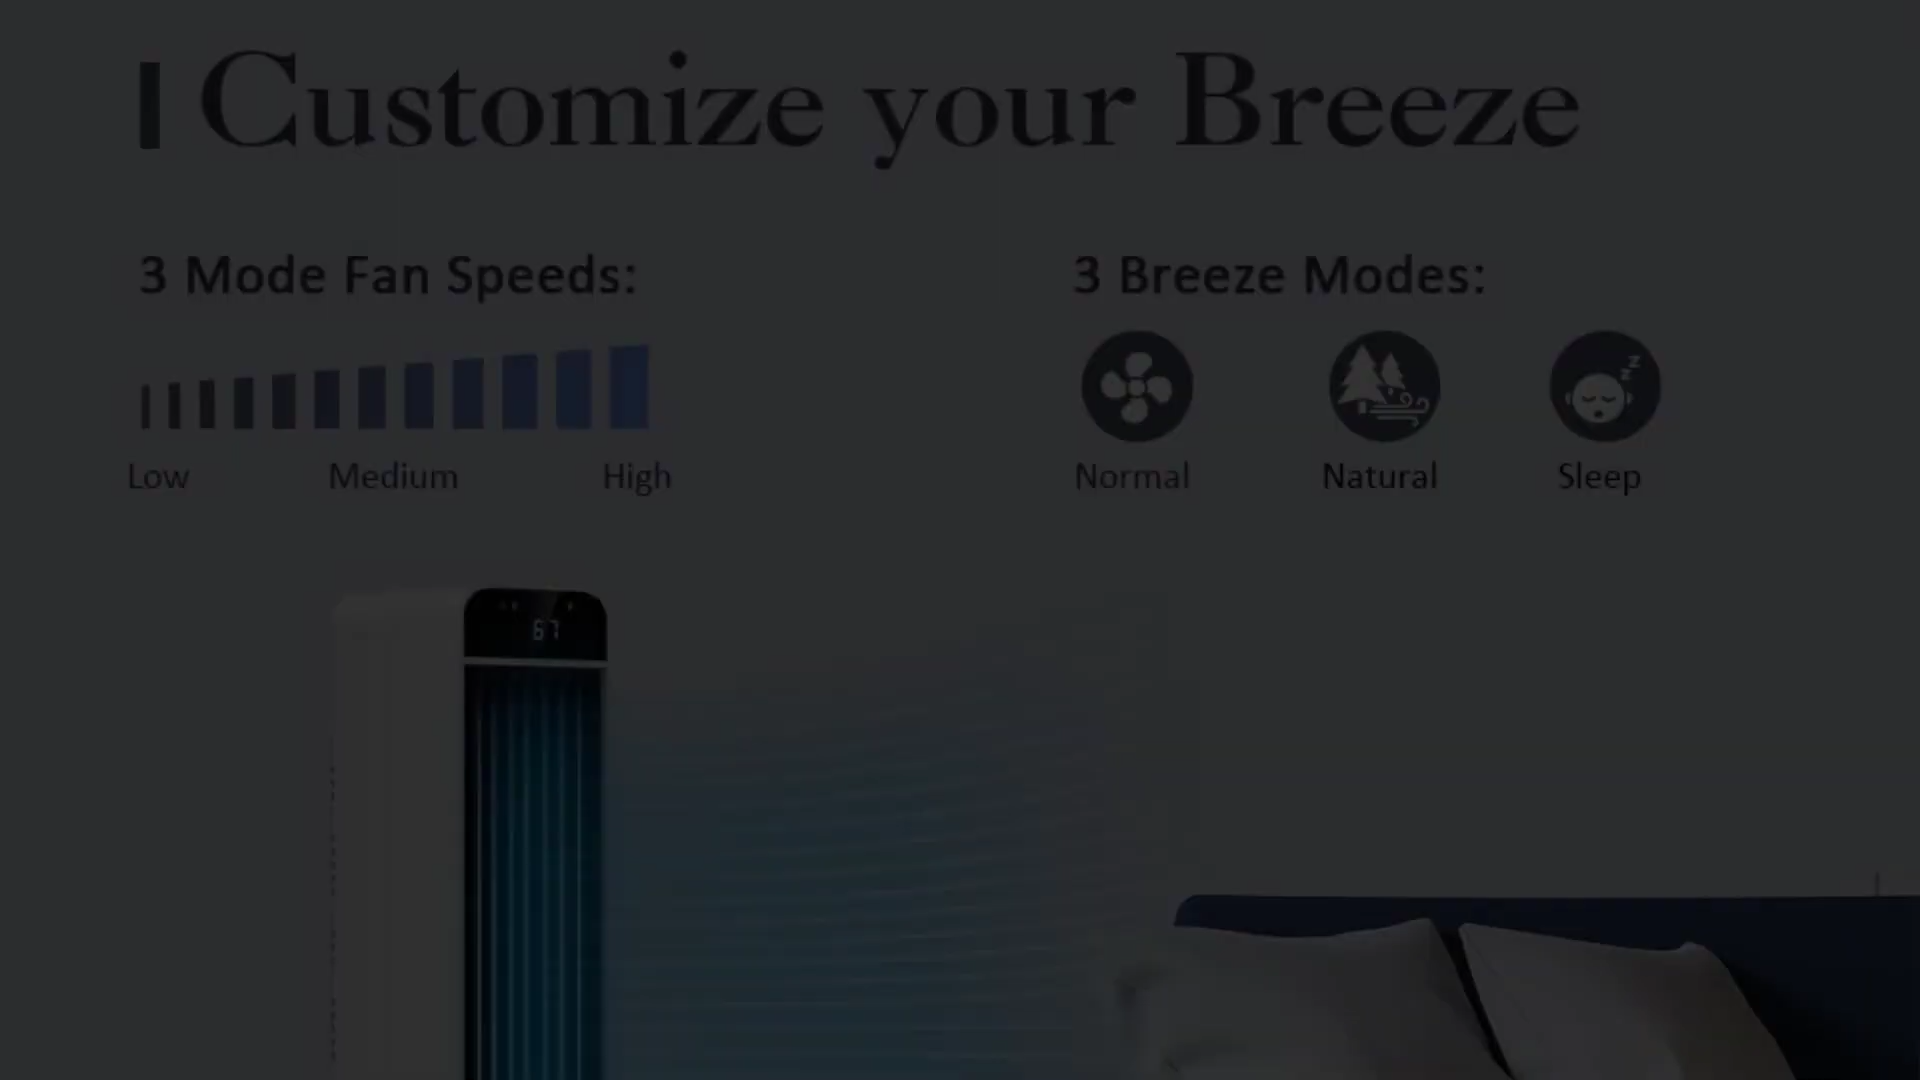 Customize your Breeze
3 Mode Fan Speeds:
3 Breeze Modes:
Low
Medium
High
Normal
Natural
Sleep
67